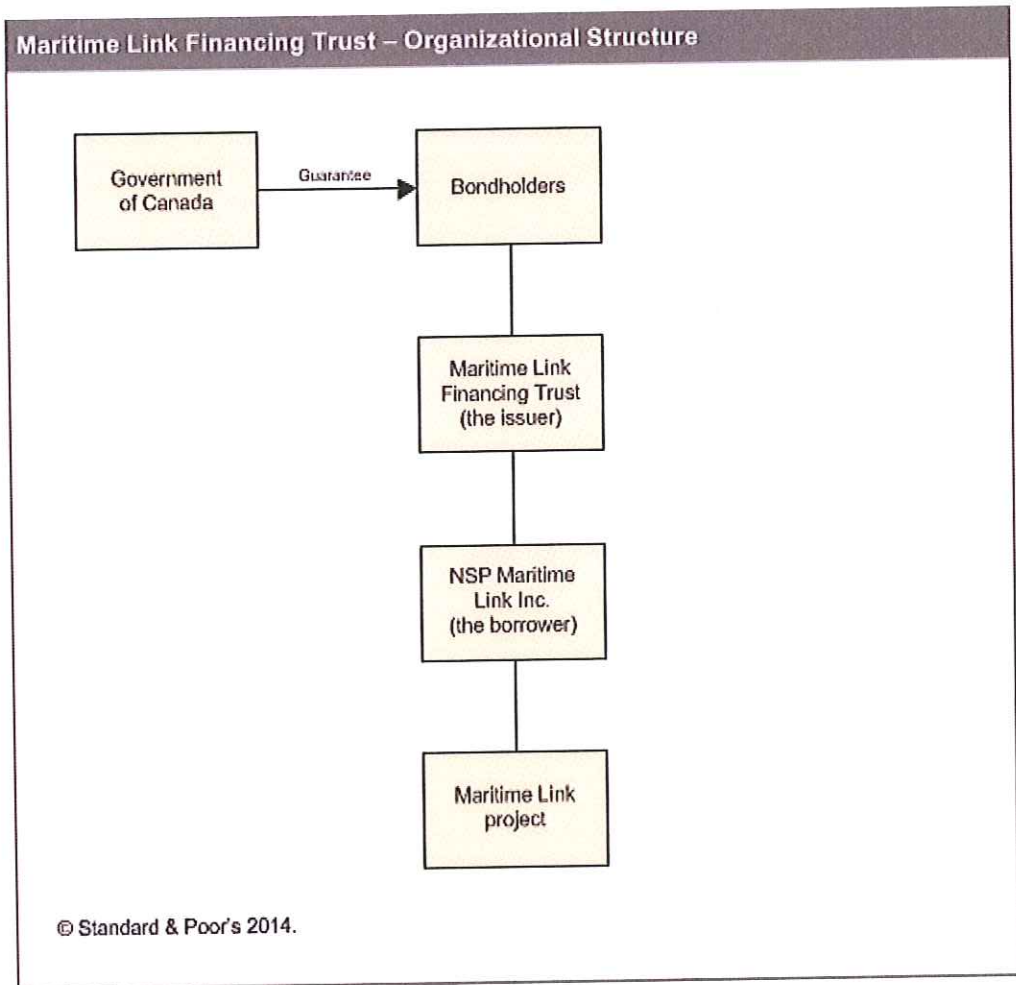 Maritime Link Financing Trust – Organizational Structure
Government
of Canada
Guarantee
Bondholders
Maritime Link
Financing Trust
(the issuer)
NSP Maritime
Link Inc.
(the borrower)
Maritime Link
project
© Standard & Poor's 2014.